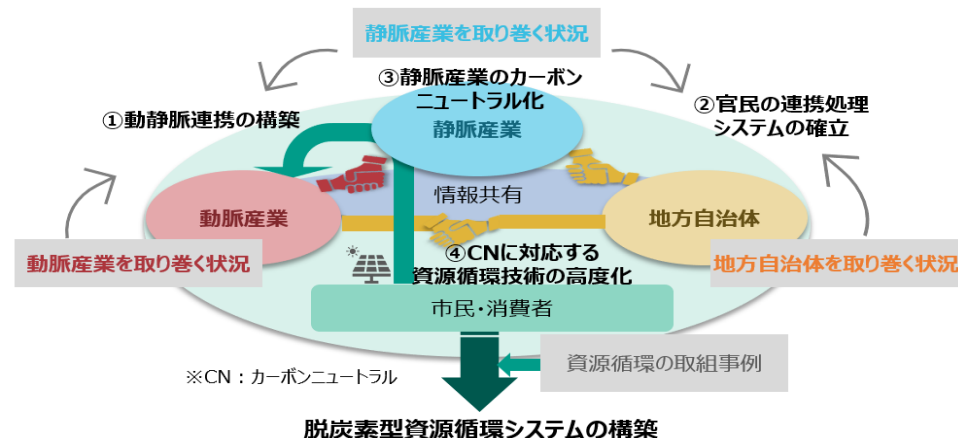 静脈産業を取り巻く状況
③静脈産業のカーボン
ニュートラル化
①動静脈連携の構築
②官民の連携処理
システムの確立
静脈産業
情報共有
動脈産業
地方自治体
動脈産業を取り巻く状況
④CNに対応する
資源循環技術の高度化
地方自治体を取り巻く状況
市民・消費者
資源循環の取組事例
※CN：カーボンニュートラル
脱炭素型資源循環システムの構築